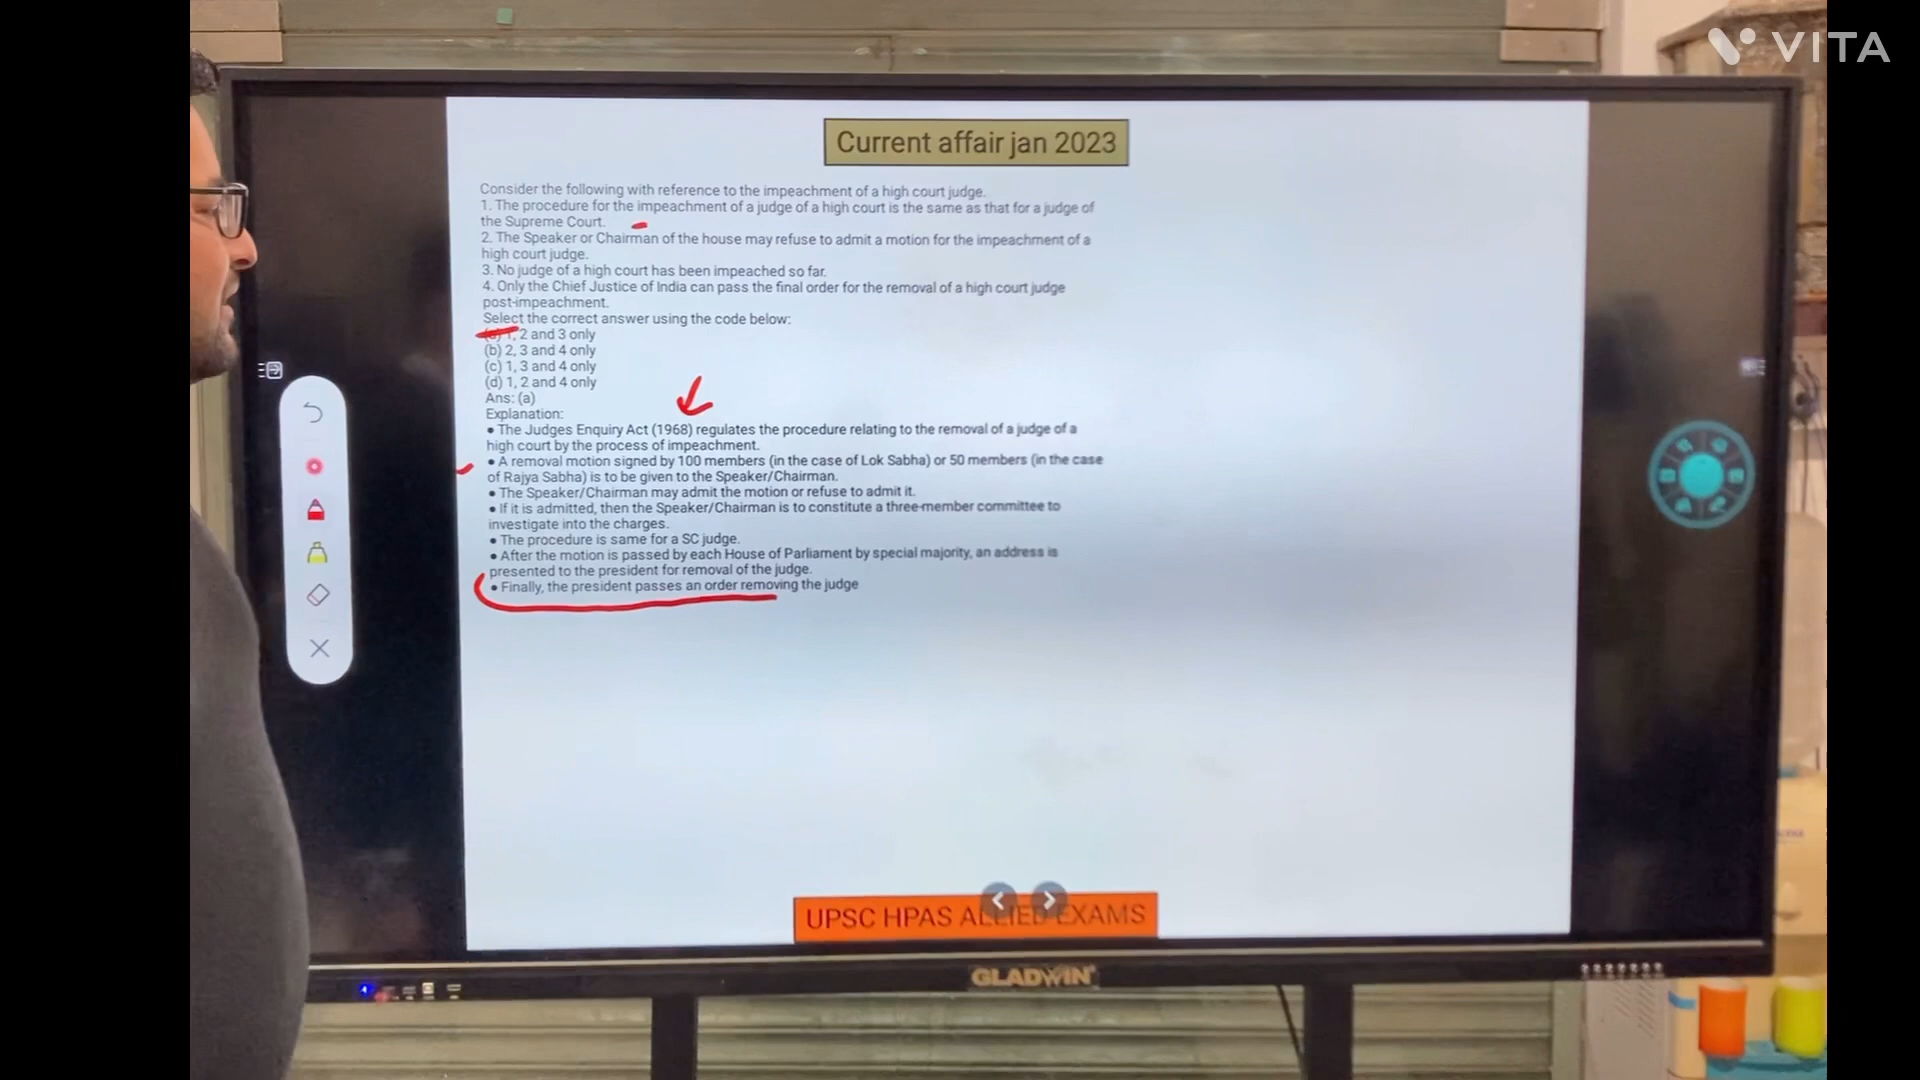 VITA
Current affair jan 2023
Consider the following with reference to the impeachment of a high court judge.
1. The procedure for the impeachment of a judge of a high court is the same as that for a judge of
the Supreme Court.
2. The Speaker or Chairman of the house may refuse to admit a motion for the impeachment of a
high court judge.
3. No judge of a high court has been impeached so far.
4. Only the Chief Justice of India can pass the final order for the removal of a high court judge
post-impeachment.
Select the correct answer using the code below:
(a) 1, 2 and 3 only
(b) 2, 3 and 4 only
(c) 1, 3 and 4 only
(d) 1, 2 and 4 only
Ans: (a)
Explanation:
• The Judges Enquiry Act (1968) regulates the procedure relating to the removal of a judge of a
high court by the process of impeachment.
• A removal motion signed by 100 members (in the case of Lok Sabha) or 50 members (in the case
of Rajya Sabha) is to be given to the Speaker/Chairman.
• The Speaker/Chairman may admit the motion or refuse to admit it.
• If it is admitted, then the Speaker/Chairman is to constitute a three-member committee to
investigate into the charges.
• The procedure is same for a SC judge.
• After the motion is passed by each House of Parliament by special majority, an address is
presented to the president for removal of the judge.
• Finally, the president passes an order removing the judge
UPSC HPAS ALLIED EXAMS
GLADWIN